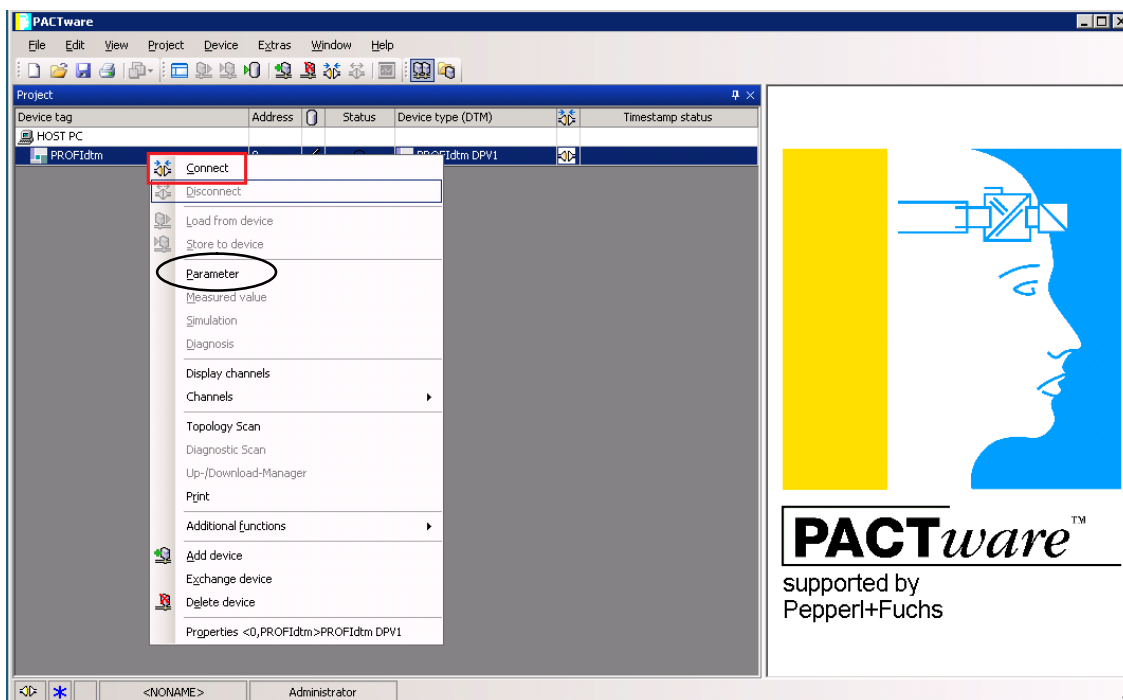 PACTware
File Edit View Project Device Extras Window Help
Project
Device tag Address Status Device type (DTM) Timestamp status
HOST PC
PROFIdtm PROFIdtm DPV1
Connect
Disconnect
Load from device
Store to device
Parameter
Measured value
Simulation
Diagnosis
Display channels
Channels
Topology Scan
Diagnostic Scan
Up-/Download-Manager
Print
Additional functions
Add device
Exchange device
Delete device
Properties <0,PROFIdtm>PROFIdtm DPV1
PACTware™
supported by
Pepperl+Fuchs
<NONAME> Administrator